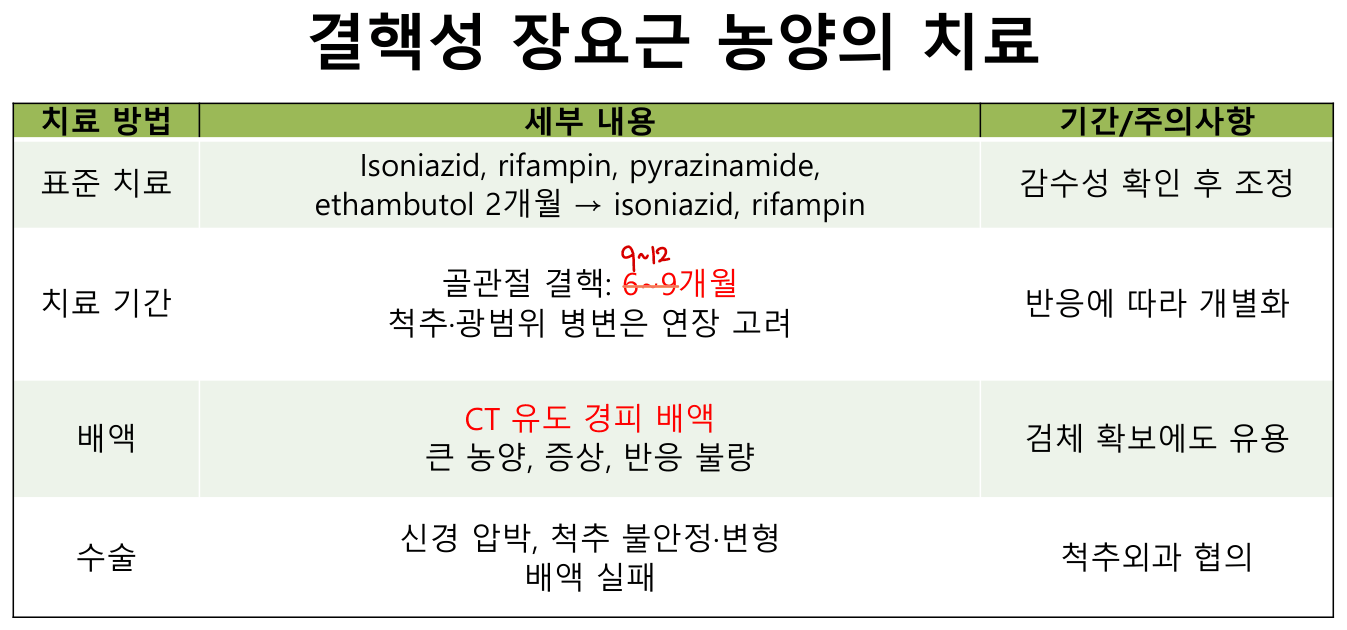 결핵성 장요근 농양의 치료
치료 방법
세부 내용
기간/주의사항
표준 치료
Isoniazid, rifampin, pyrazinamide,
ethambutol 2개월 → isoniazid, rifampin
감수성 확인 후 조정
치료 기간
9~12
골관절 결핵: 6~9개월
척추·광범위 병변은 연장 고려
반응에 따라 개별화
배액
CT 유도 경피 배액
큰 농양, 증상, 반응 불량
검체 확보에도 유용
수술
신경 압박, 척추 불안정·변형
배액 실패
척추외과 협의